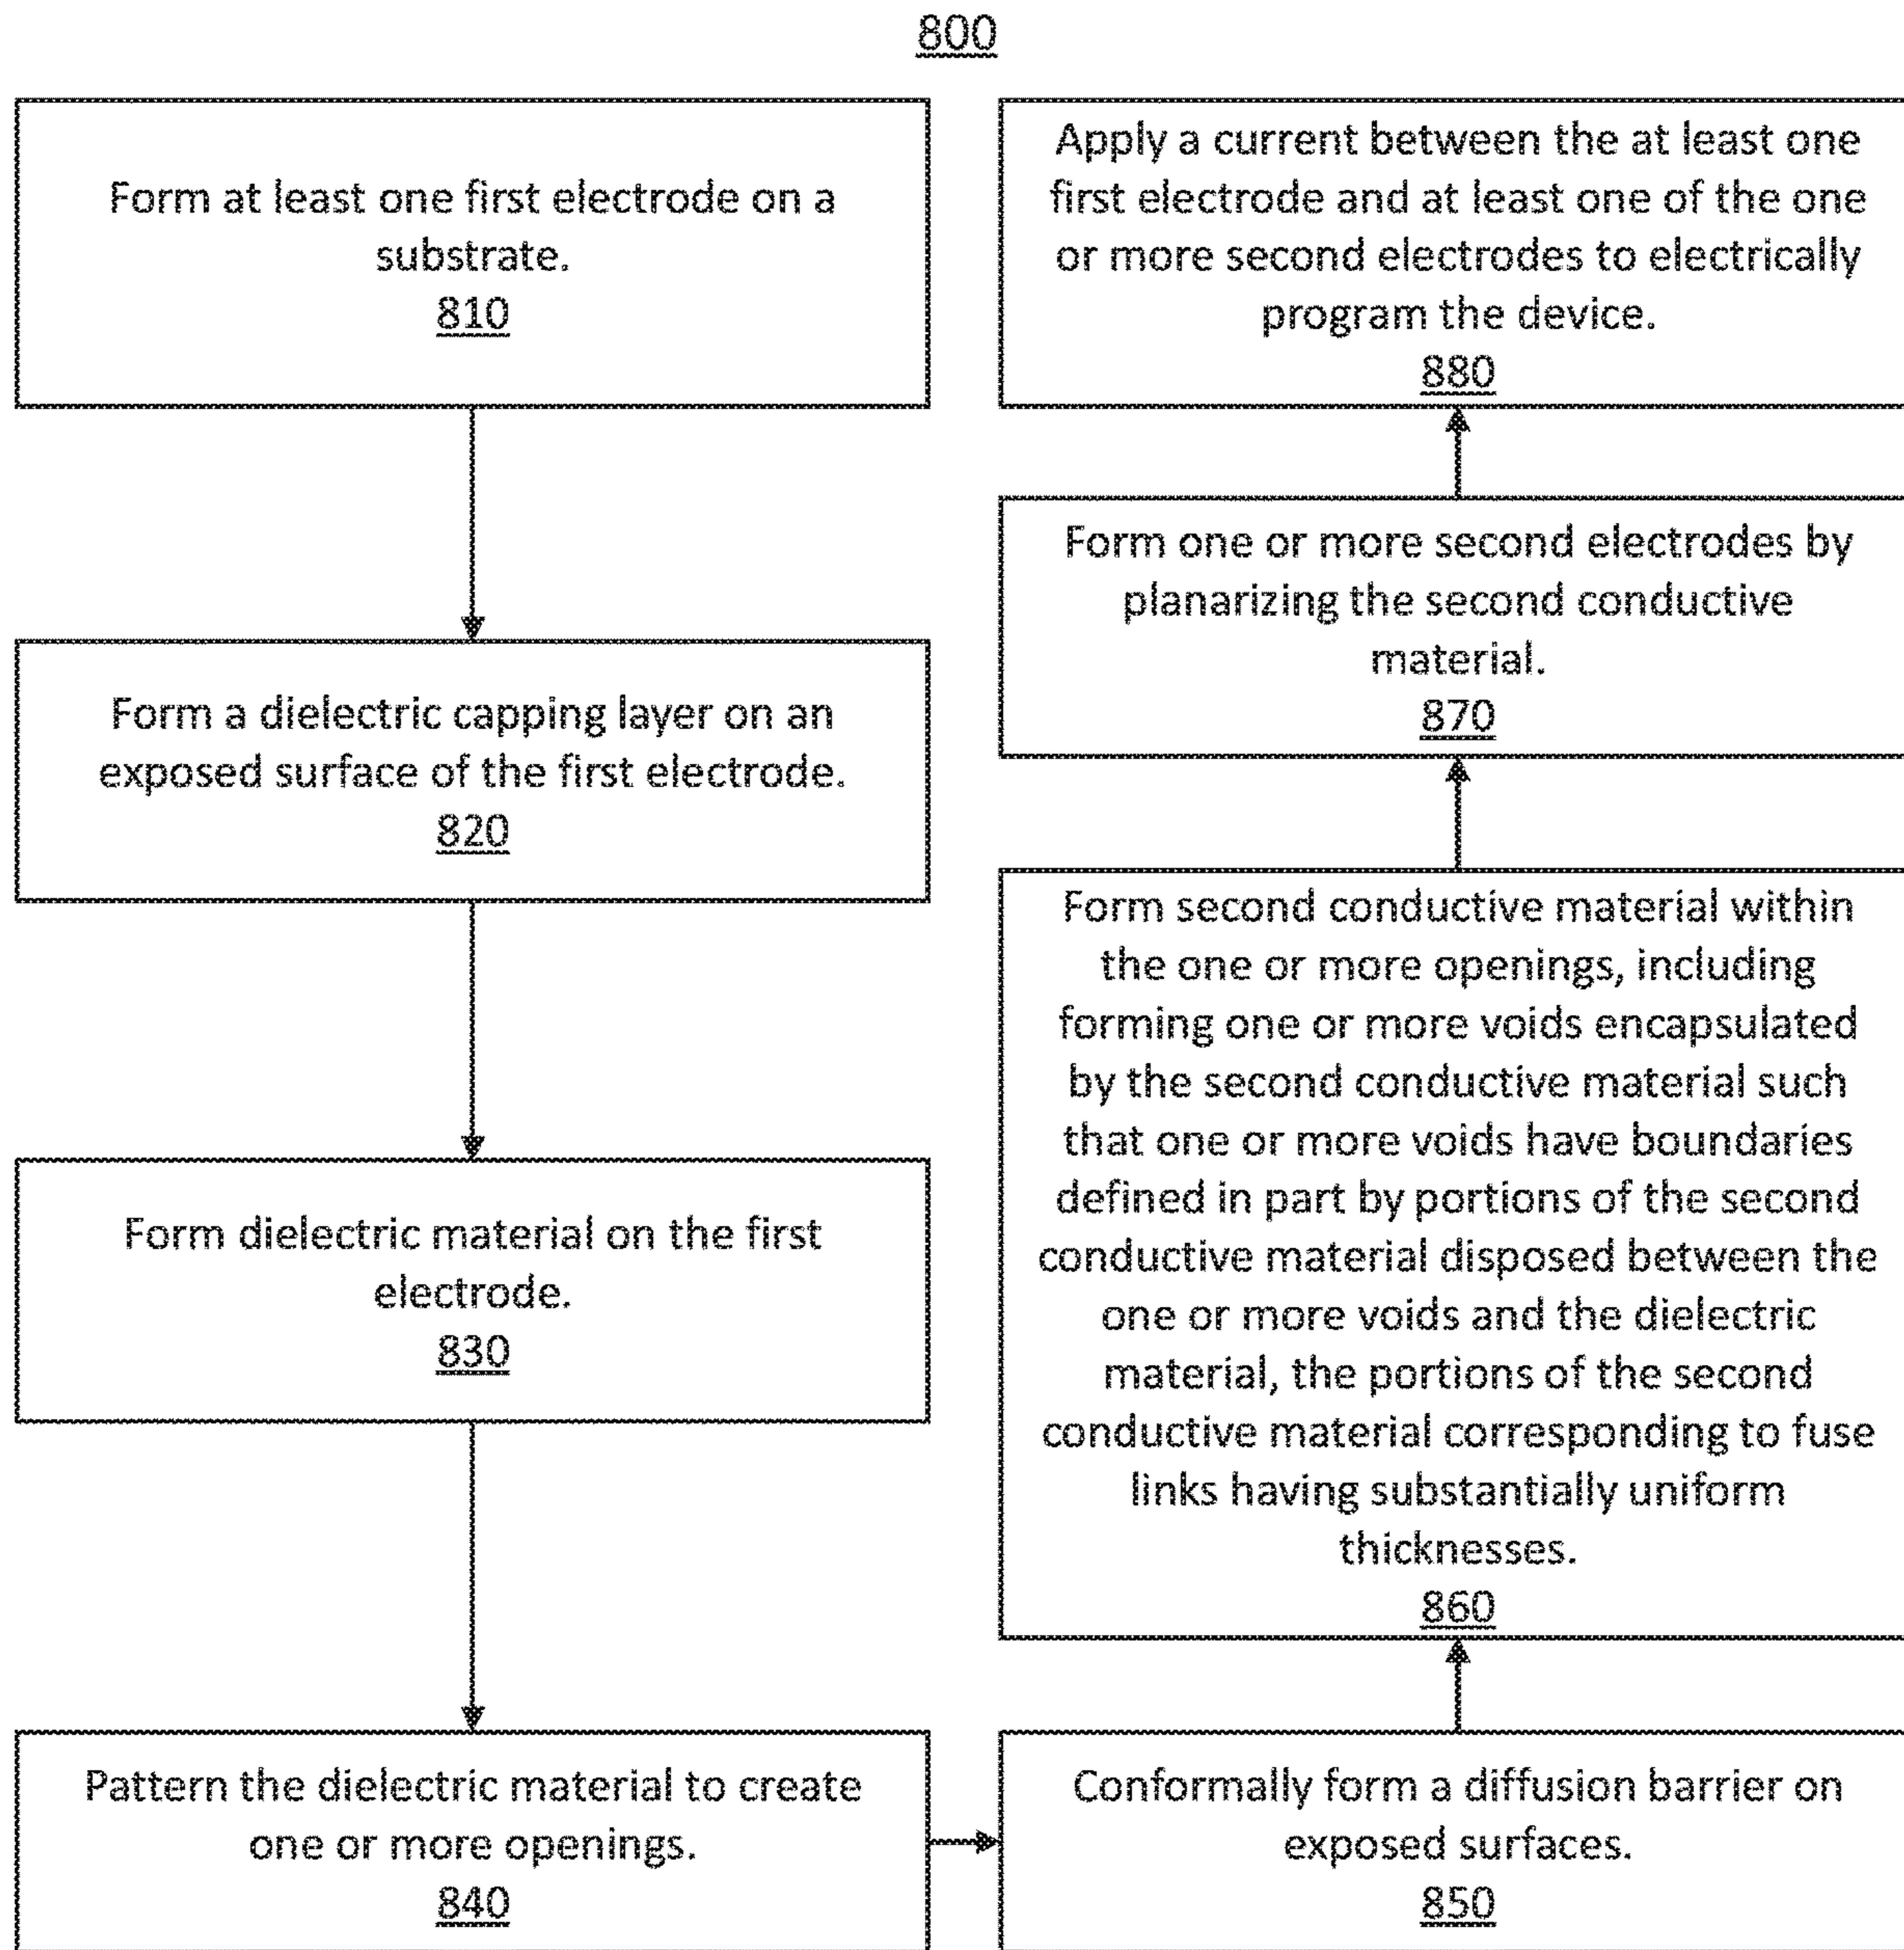 800
Form at least one first electrode on a
substrate.
810
Form a dielectric capping layer on an
exposed surface of the first electrode.
820
Form dielectric material on the first
electrode.
830
Pattern the dielectric material to create
one or more openings.
840
Conformally form a diffusion barrier on
exposed surfaces.
850
Form second conductive material within
the one or more openings, including
forming one or more voids encapsulated
by the second conductive material such
that one or more voids have boundaries
defined in part by portions of the second
conductive material disposed between the
one or more voids and the dielectric
material, the portions of the second
conductive material corresponding to fuse
links having substantially uniform
thicknesses.
860
Form one or more second electrodes by
planarizing the second conductive
material.
870
Apply a current between the at least one
first electrode and at least one of the one
or more second electrodes to electrically
program the device.
880